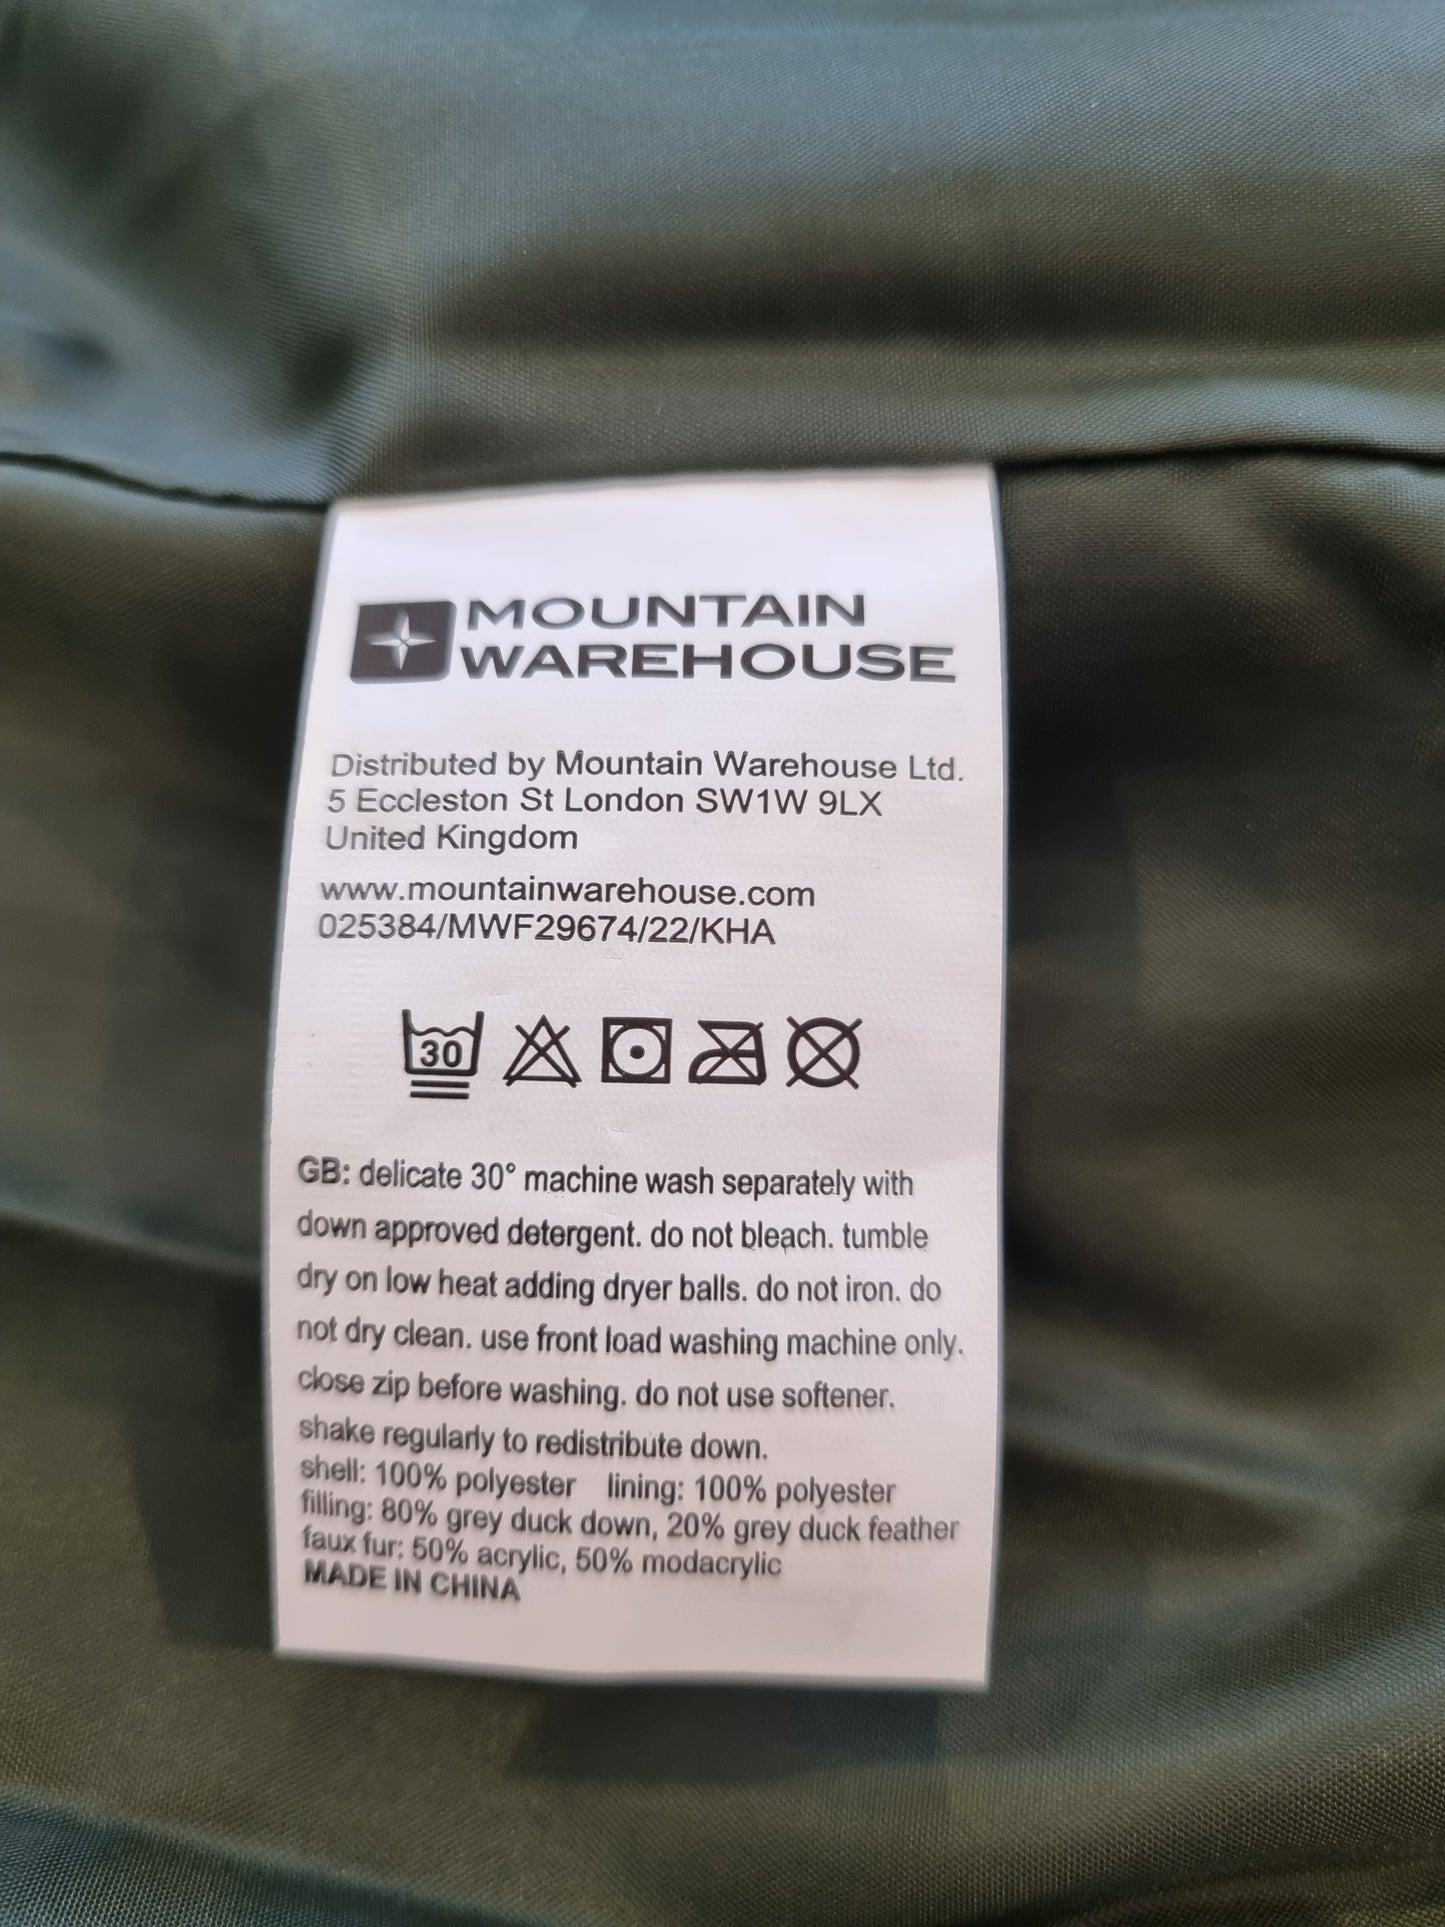 MOUNTAIN
WAREHOUSE
Distributed by Mountain Warehouse Ltd.
5 Eccleston St London SW1W 9LX
United Kingdom
www.mountainwarehouse.com
025384/MWF29674/22/KHA
30
GB: delicate 30° machine wash separately with
down approved detergent. do not bleach. tumble
dry on low heat adding dryer balls. do not iron. do
not dry clean. use front load washing machine only.
close zip before washing. do not use softener.
shake regularly to redistribute down.
shell: 100% polyester lining: 100% polyester
filling: 80% grey duck down, 20% grey duck feather
faux fur: 50% acrylic, 50% modacrylic
MADE IN CHINA